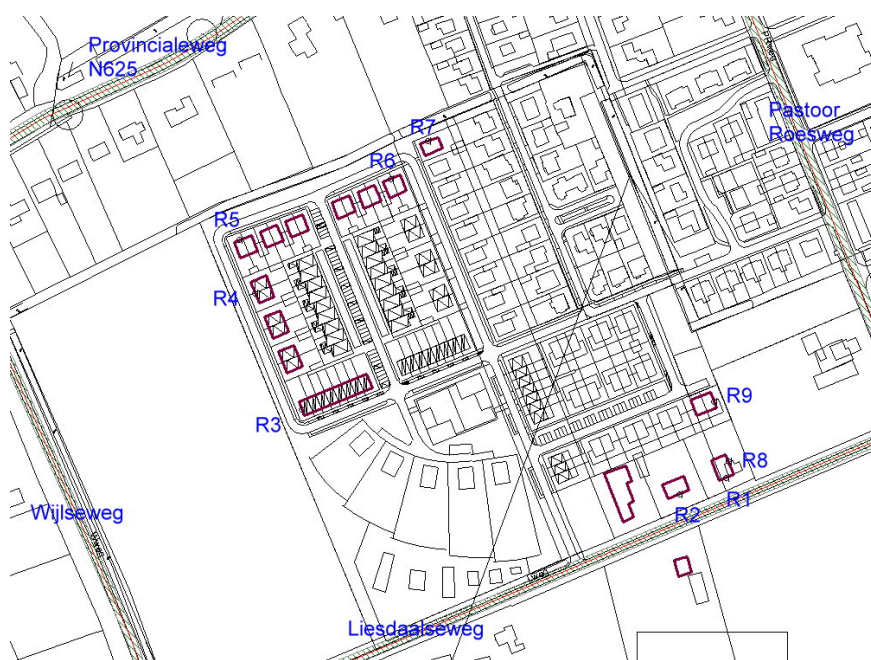 Provincialeweg
N625
Pastoor
Roesweg
R7
R6
R5
R4
R3
R9
R8
R1
R2
Wijlseweg
Liesdaalseweg